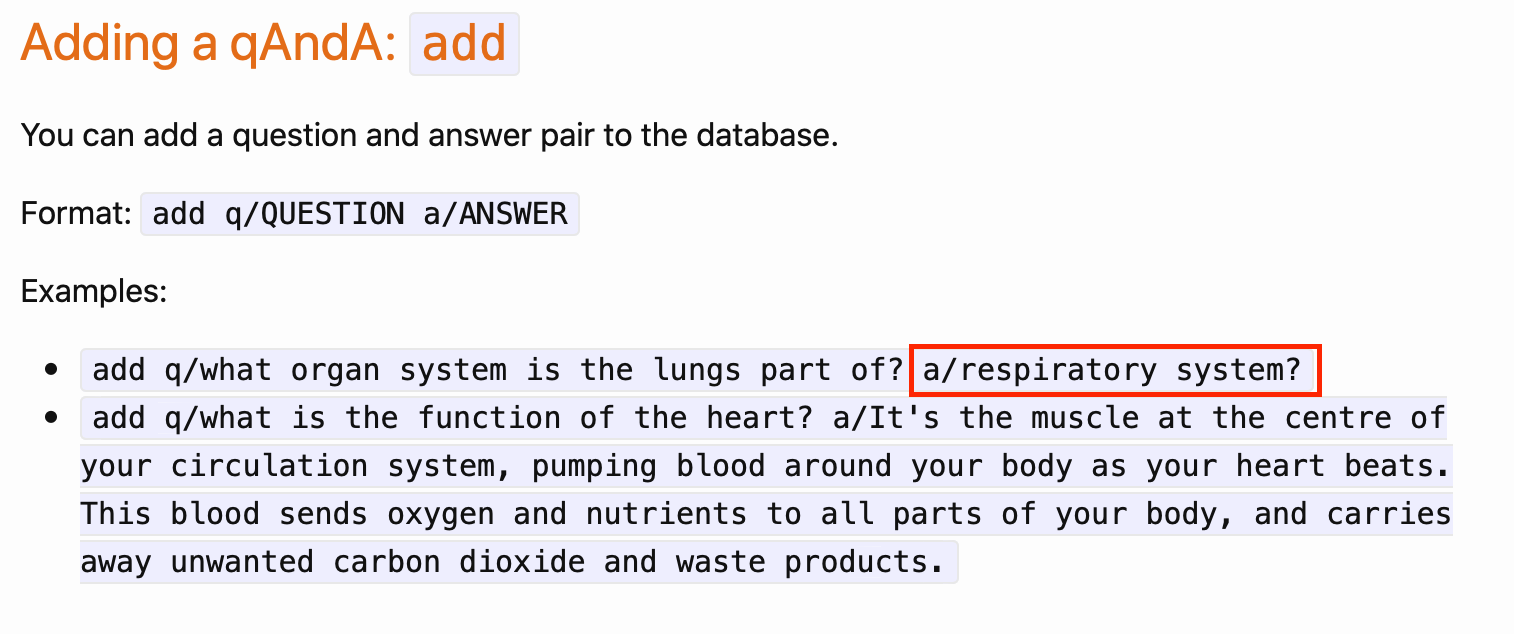 Adding a qAndA: add
You can add a question and answer pair to the database.
Format: add q/QUESTION a/ANSWER
Examples:
• add q/what organ system is the lungs part of? a/respiratory system?
• add q/what is the function of the heart? a/It's the muscle at the centre of
your circulation system, pumping blood around your body as your heart beats.
This blood sends oxygen and nutrients to all parts of your body, and carries
away unwanted carbon dioxide and waste products.